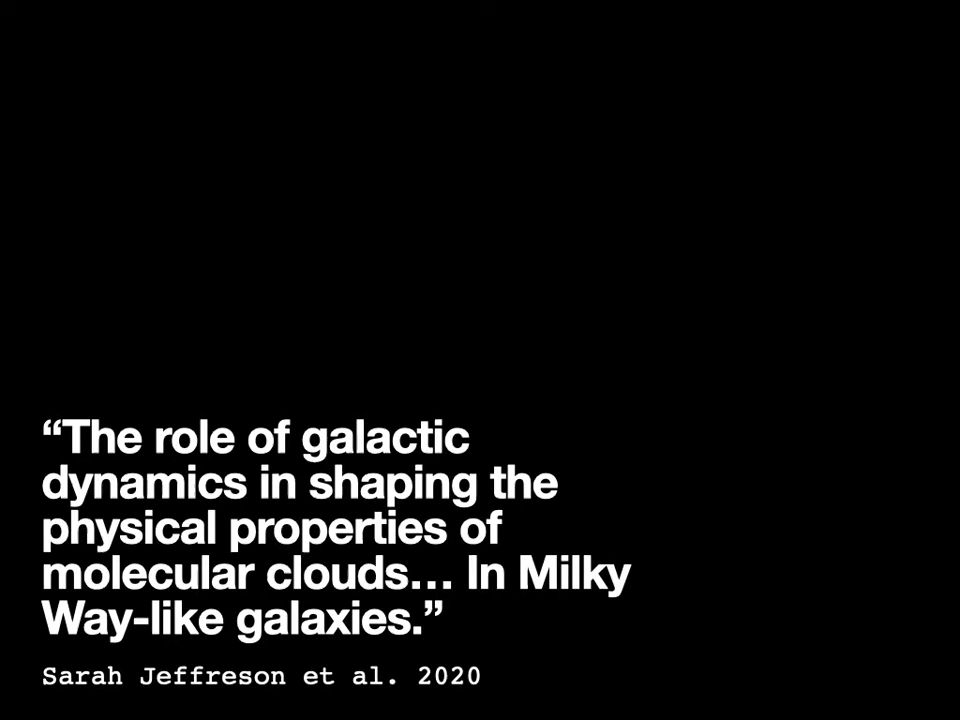 “The role of galactic
dynamics in shaping the
physical properties of
molecular clouds… In Milky
Way-like galaxies.”
Sarah Jeffreson et al. 2020